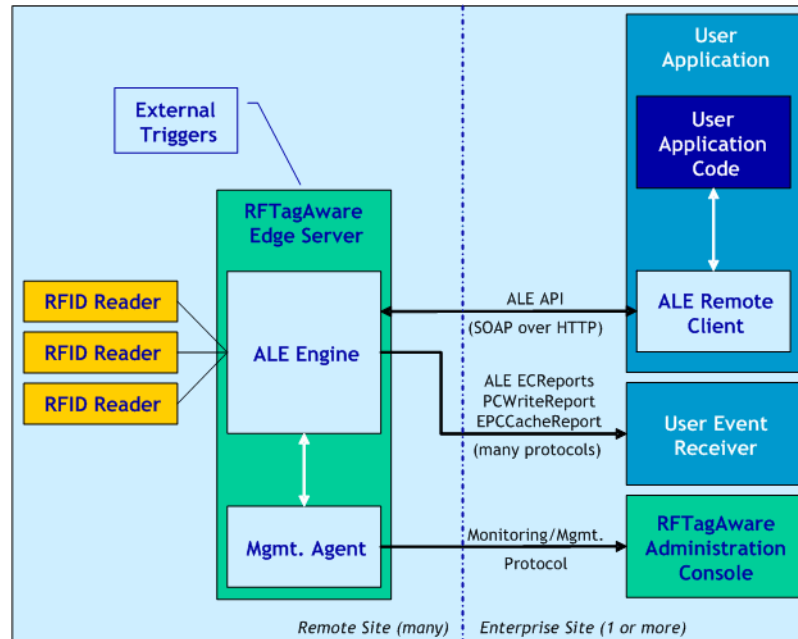 User
Application
User
Application
Code
External
Triggers
RFTagAware
Edge Server
RFID Reader
RFID Reader
RFID Reader
ALE Engine
ALE API
(SOAP over HTTP)
ALE Remote
Client
ALE ECReports
PCWriteReport
EPCCacheReport
(many protocols)
User Event
Receiver
Mgmt. Agent
Monitoring/Mgmt.
Protocol
RFTagAware
Administration
Console
Remote Site (many)
Enterprise Site (1 or more)